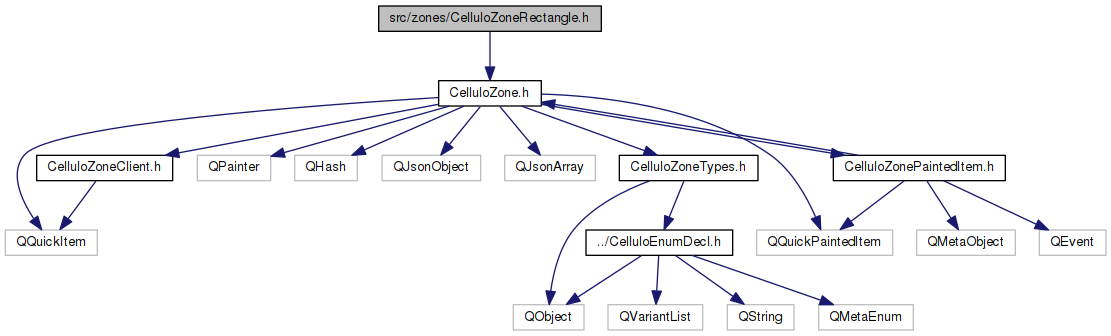 src/zones/CelluloZoneRectangle.h
CelluloZone.h
CelluloZoneClient.h
QPainter
QHash
QJsonObject
QJsonArray
CelluloZoneTypes.h
CelluloZonePaintedItem.h
QQuickItem
../CelluloEnumDecl.h
QQuickPaintedItem
QMetaObject
QEvent
QObject
QVariantList
QString
QMetaEnum